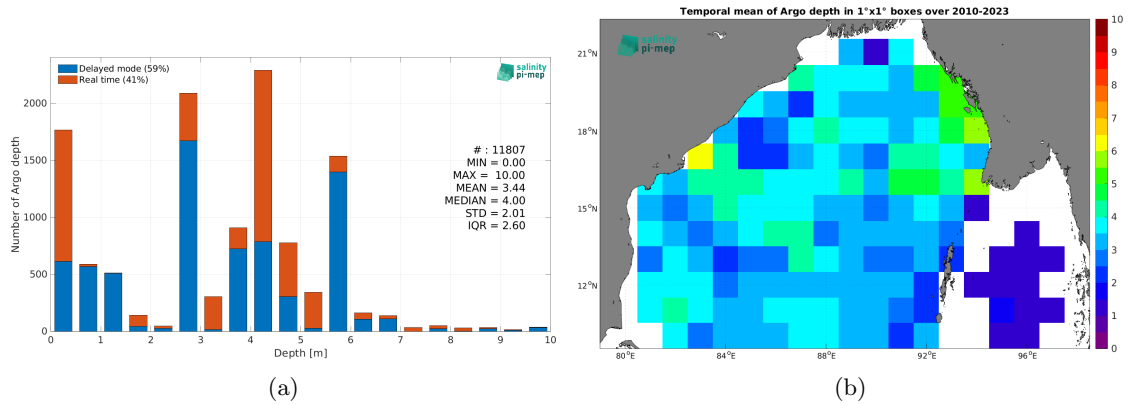 Delayed mode (59%)
Real time (41%)
salinity
pi-mep
Number of Argo depth
2000
1500
1000
500
0
# : 11807
MIN = 0.00
MAX = 10.00
MEAN = 3.44
MEDIAN = 4.00
STD = 2.01
IQR = 2.60
0 1 2 3 4 5 6 7 8 9 10
Depth [m]
(a)
Temporal mean of Argo depth in 1°x1° boxes over 2010-2023
salinity
pi-mep
21°N
18°N
15°N
12°N
80°E 84°E 88°E 92°E 96°E
10
9
8
7
6
5
4
3
2
1
0
(b)